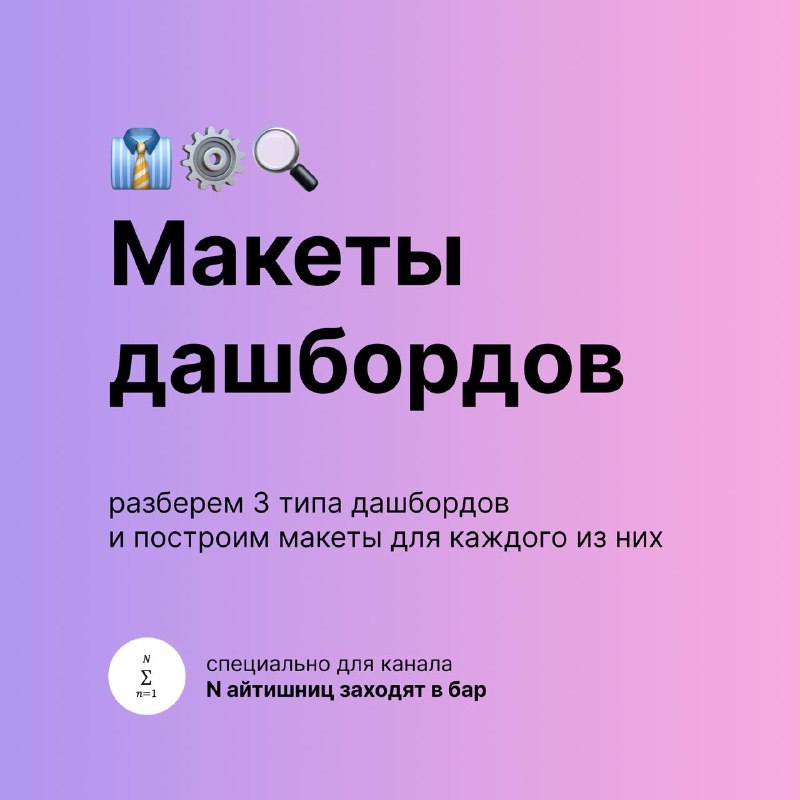 Макеты
дашбордов
разберем 3 типа дашбордов
и построим макеты для каждого из них
N
Σ
n=1
специально для канала
N айтишниц заходят в бар